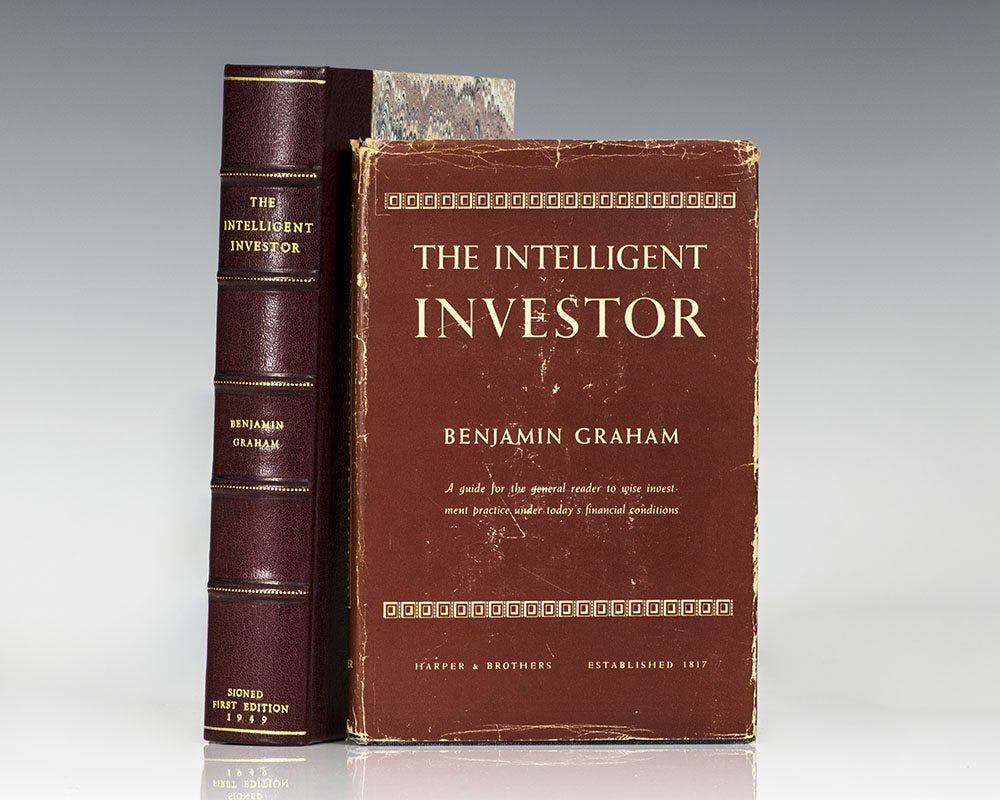 THE
INTELLIGENT
INVESTOR
BENJAMIN
GRAHAM
SIGNED
FIRST EDITION
1949
THE INTELLIGENT
INVESTOR
BENJAMIN GRAHAM
A guide for the general reader to wise invest-
ment practice under today's financial conditions
HARPER & BROTHERS ESTABLISHED 1817